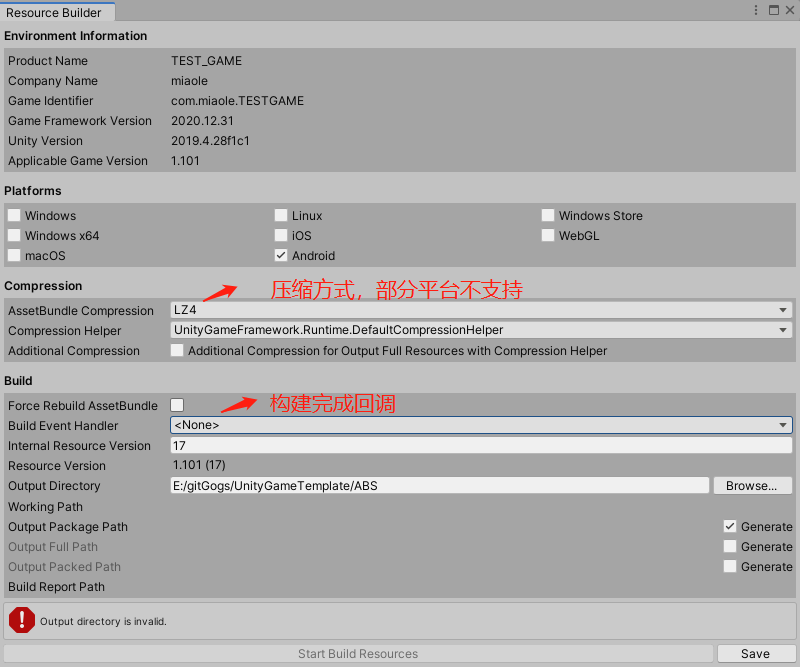 Resource Builder
Environment Information
Product Name TEST_GAME
Company Name miaole
Game Identifier com.miaole.TESTGAME
Game Framework Version 2020.12.31
Unity Version 2019.4.28f1c1
Applicable Game Version 1.101
Platforms
Windows Linux Windows Store
Windows x64 iOS WebGL
macOS Android
Compression 压缩方式，部分平台不支持
AssetBundle Compression LZ4
Compression Helper UnityGameFramework.Runtime.DefaultCompressionHelper
Additional Compression Additional Compression for Output Full Resources with Compression Helper
Build
Force Rebuild AssetBundle 构建完成回调
Build Event Handler <None>
Internal Resource Version 17
Resource Version 1.101 (17)
Output Directory E:/gitGogs/UnityGameTemplate/ABS Browse...
Working Path
Output Package Path Generate
Output Full Path Generate
Output Packed Path Generate
Build Report Path
Output directory is invalid.
Start Build Resources Save